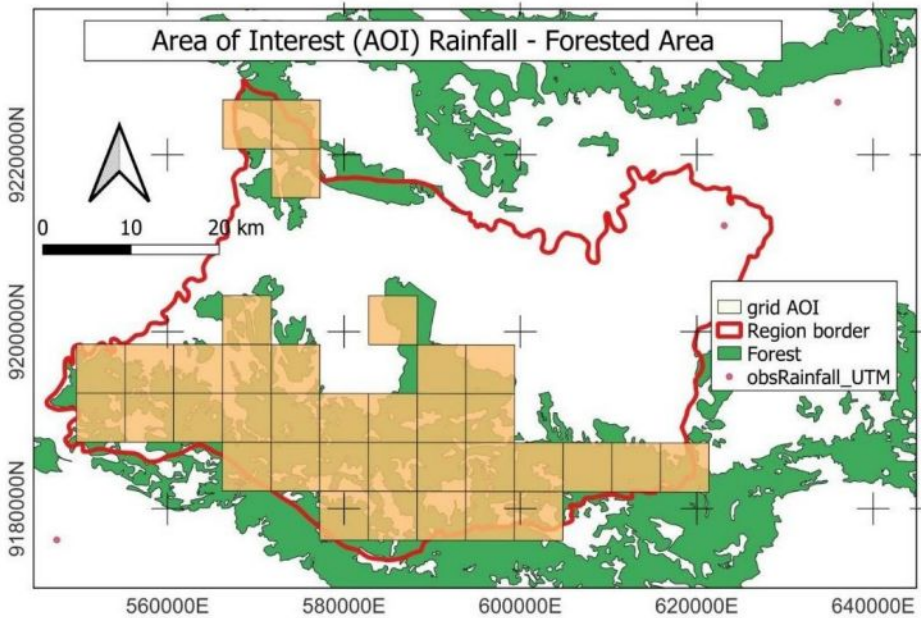 Area of Interest (AOI) Rainfall - Forested Area
9220000N
0 10 20 km
grid AOI
Region border
Forest
obsRainfall_UTM
9200000N
9180000N
560000E 580000E 600000E 620000E 640000E